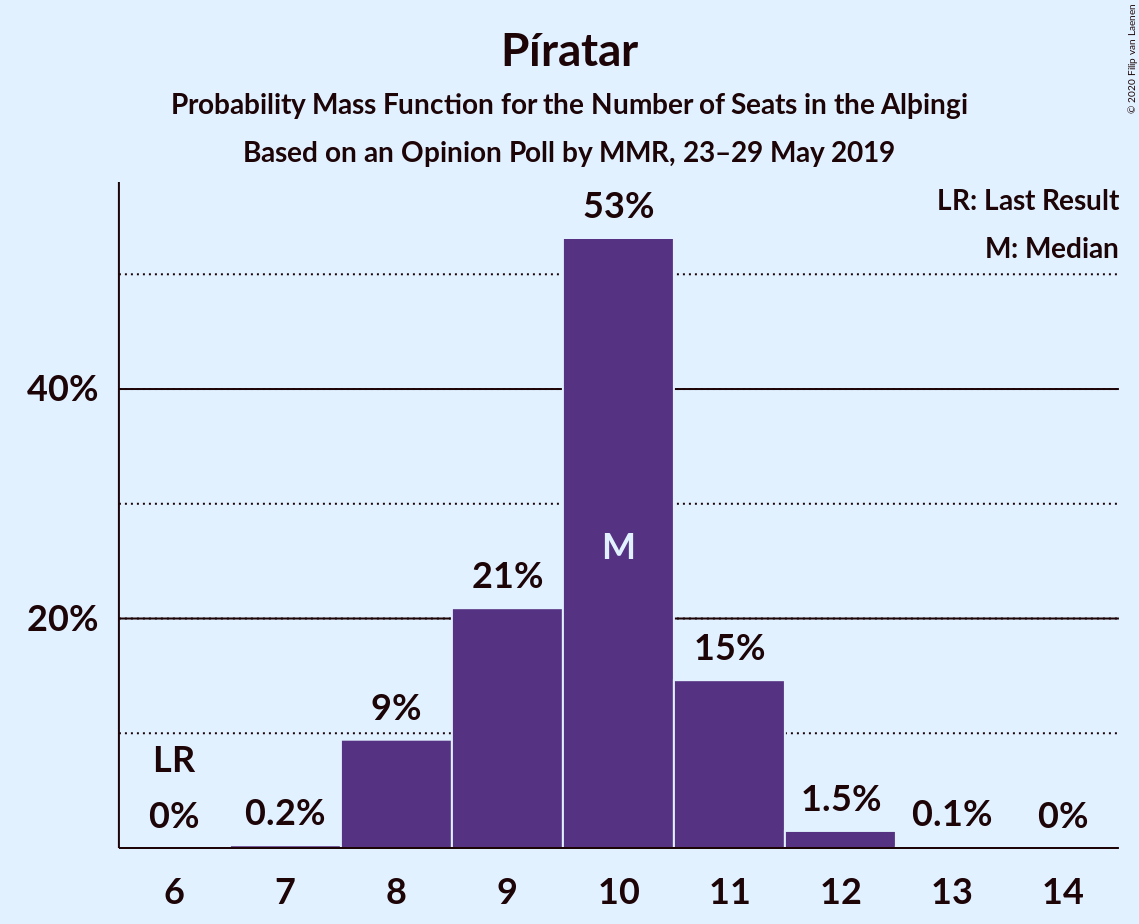 Píratar
Probability Mass Function for the Number of Seats in the Alþingi
Based on an Opinion Poll by MMR, 23–29 May 2019
© 2020 Filip van Laenen
LR: Last Result
M: Median
53%
40%
M
21%
20%
15%
9%
LR
0%
0.2%
1.5%
0.1%
0%
6 7 8 9 10 11 12 13 14